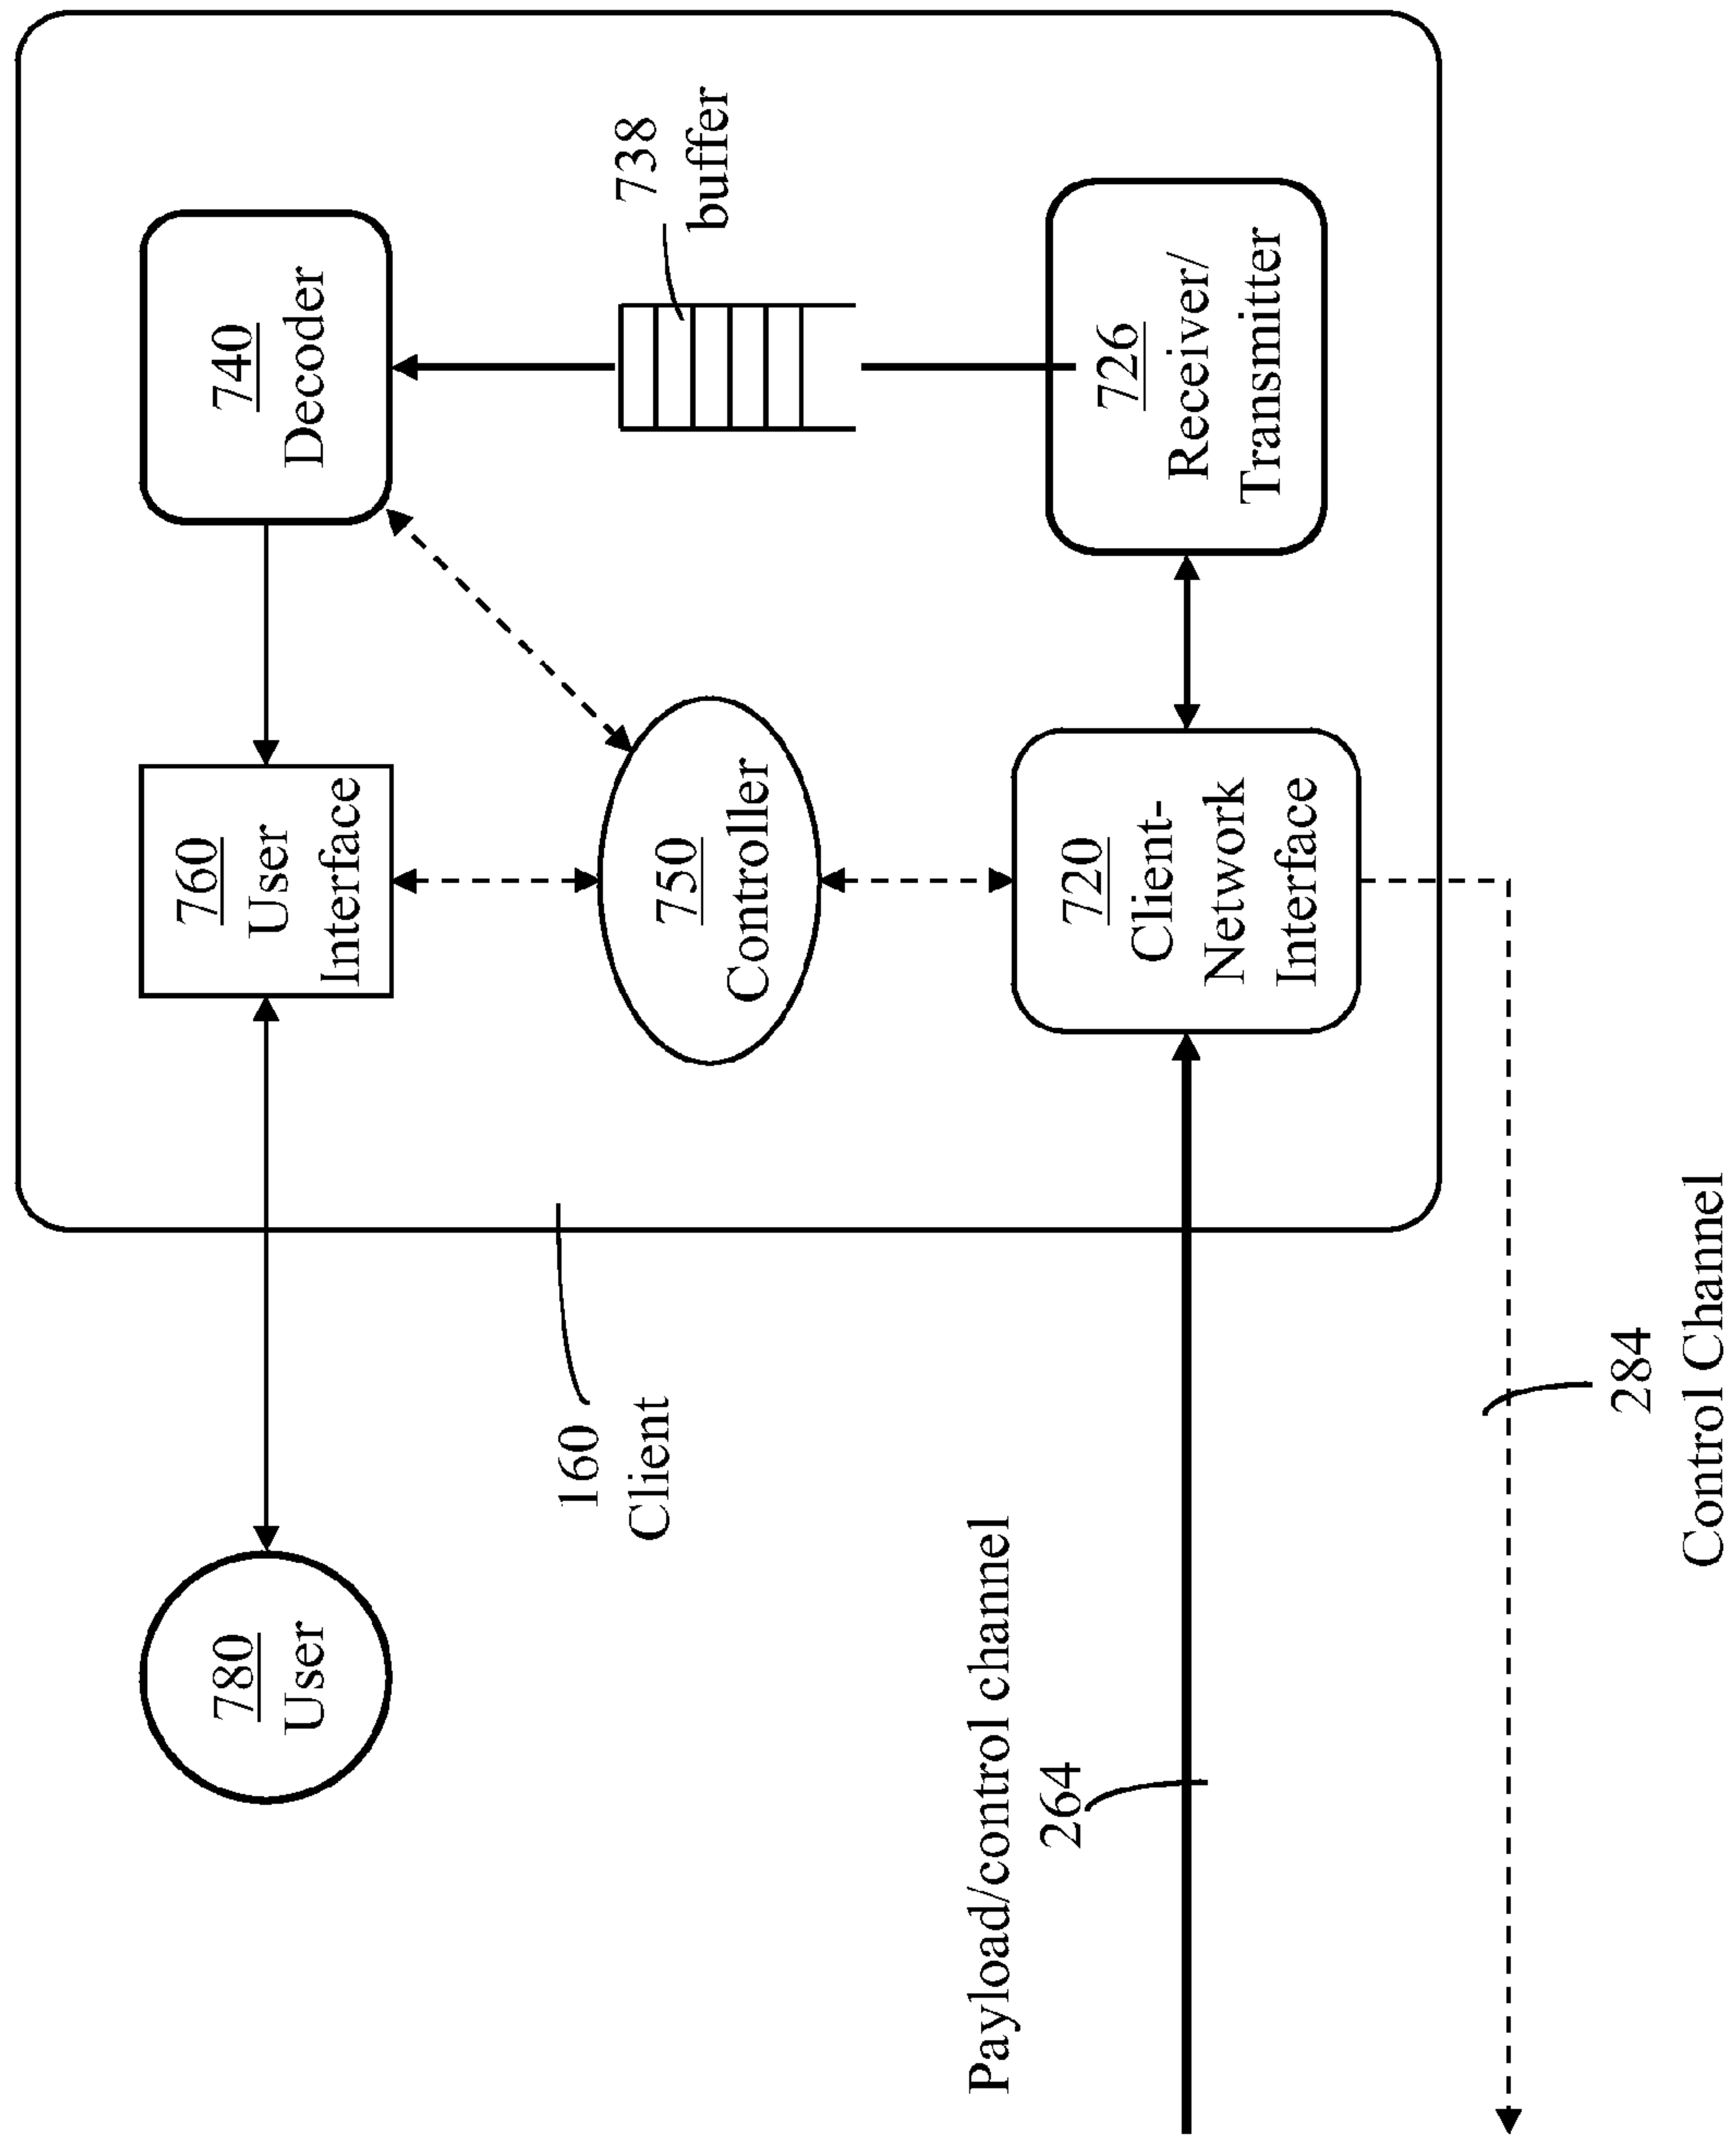 780
User
760
User
Interface
740
Decoder
160
Client
750
Controller
738
buffer
Payload/control channel
264
720
Client-
Network
Interface
726
Receiver/
Transmitter
284
Control Channel